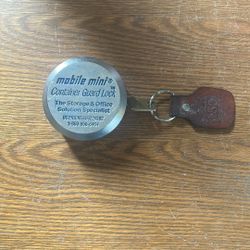 mobile mini®
Container Guard Lock
The Storage & Office
Solution Specialist